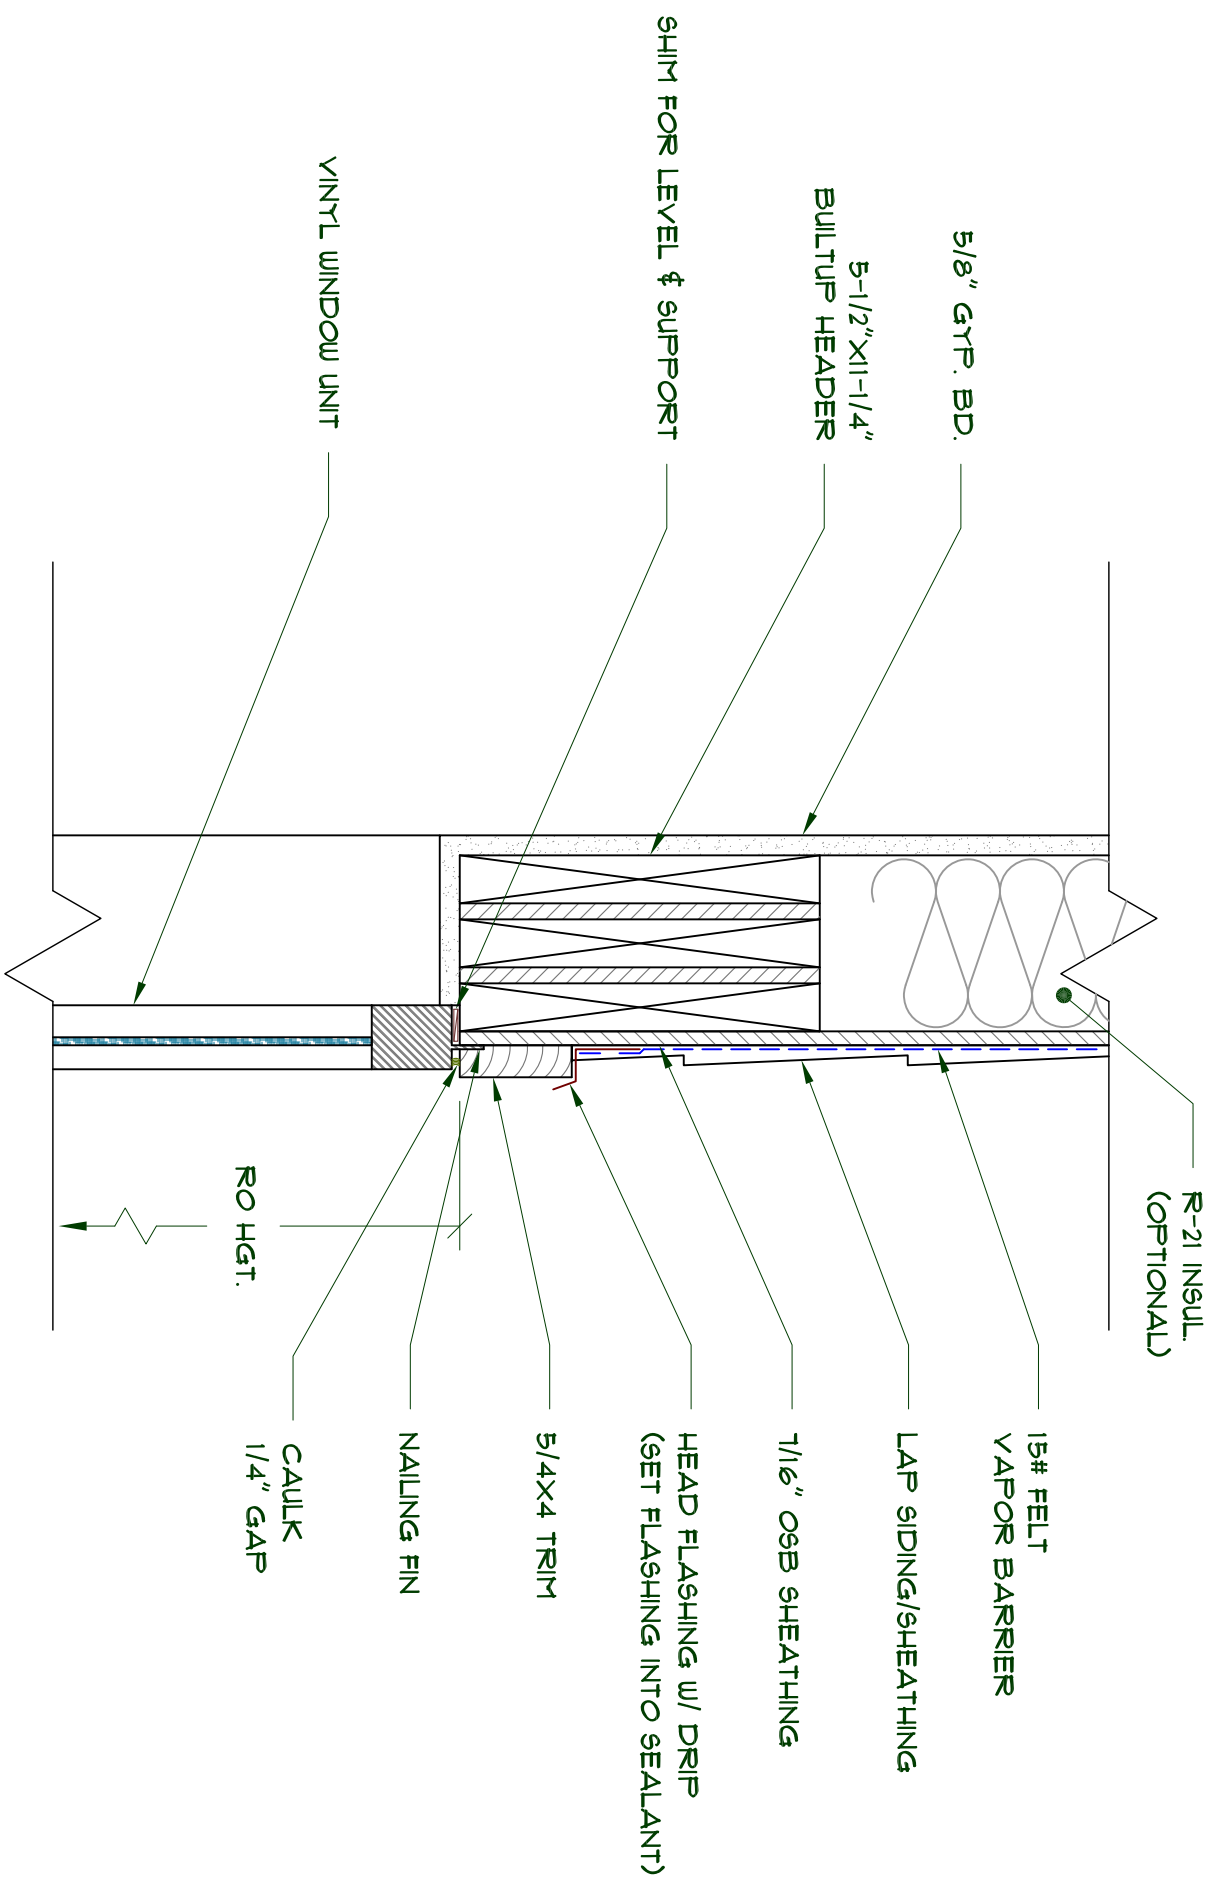 R-21 INSUL.
(OPTIONAL)
15# FELT
VAPOR BARRIER
LAP SIDING/SHEATHING
7/16" OSB SHEATHING
HEAD FLASHING W/ DRIP
(SET FLASHING INTO SEALANT)
5/4X4 TRIM
NAILING FIN
CAULK
1/4" GAP
RO HGT.
5/8" GYP. BD.
5-1/2"X11-1/4"
BUILTUP HEADER
SHIM FOR LEVEL & SUPPORT
VINYL WINDOW UNIT